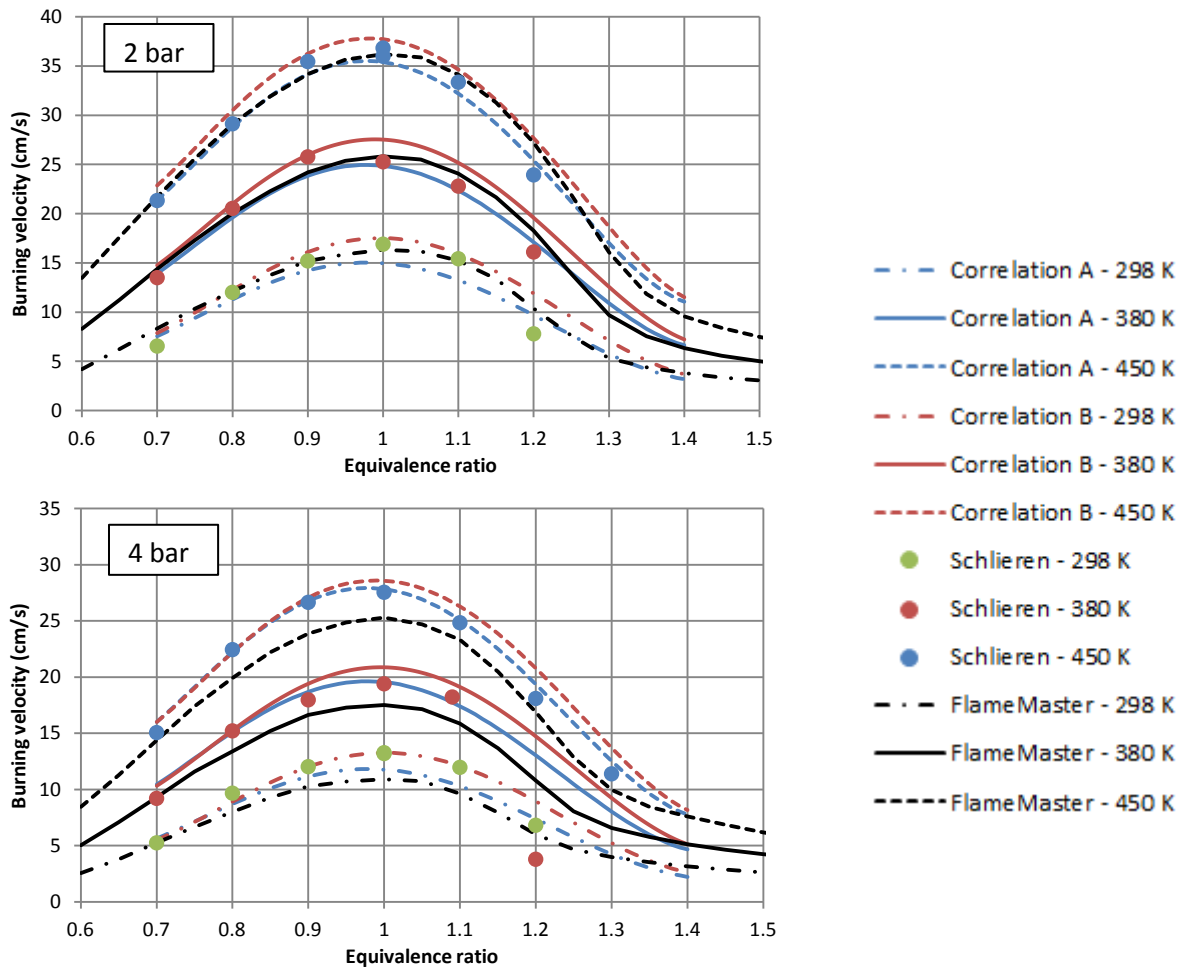 2 bar
Burning velocity (cm/s)
40
35
30
25
20
15
10
5
0
0.6 0.7 0.8 0.9 1 1.1 1.2 1.3 1.4 1.5
Equivalence ratio
4 bar
Burning velocity (cm/s)
35
30
25
20
15
10
5
0
0.6 0.7 0.8 0.9 1 1.1 1.2 1.3 1.4 1.5
Equivalence ratio
Correlation A - 298 K
Correlation A - 380 K
Correlation A - 450 K
Correlation B - 298 K
Correlation B - 380 K
Correlation B - 450 K
Schlieren - 298 K
Schlieren - 380 K
Schlieren - 450 K
FlameMaster - 298 K
FlameMaster - 380 K
FlameMaster - 450 K